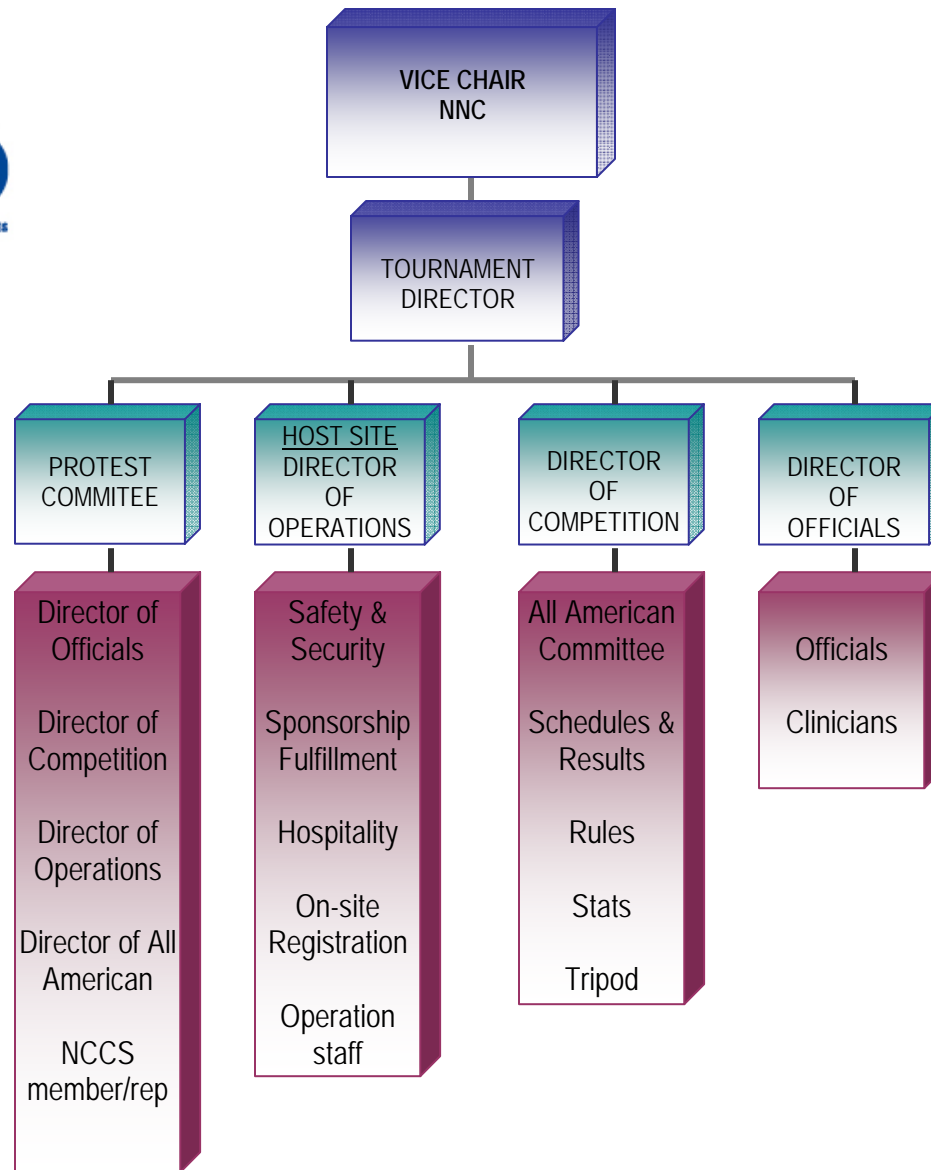 VICE CHAIR
NNC
TOURNAMENT
DIRECTOR
PROTEST
COMMITEE
HOST SITE
DIRECTOR
OF
OPERATIONS
DIRECTOR
OF
COMPETITION
DIRECTOR
OF
OFFICIALS
Director of
Officials
Director of
Competition
Director of
Operations
Director of All
American
NCCS
member/rep
Safety &
Security
Sponsorship
Fulfillment
Hospitality
On-site
Registration
Operation
staff
All American
Committee
Schedules &
Results
Rules
Stats
Tripod
Officials
Clinicians